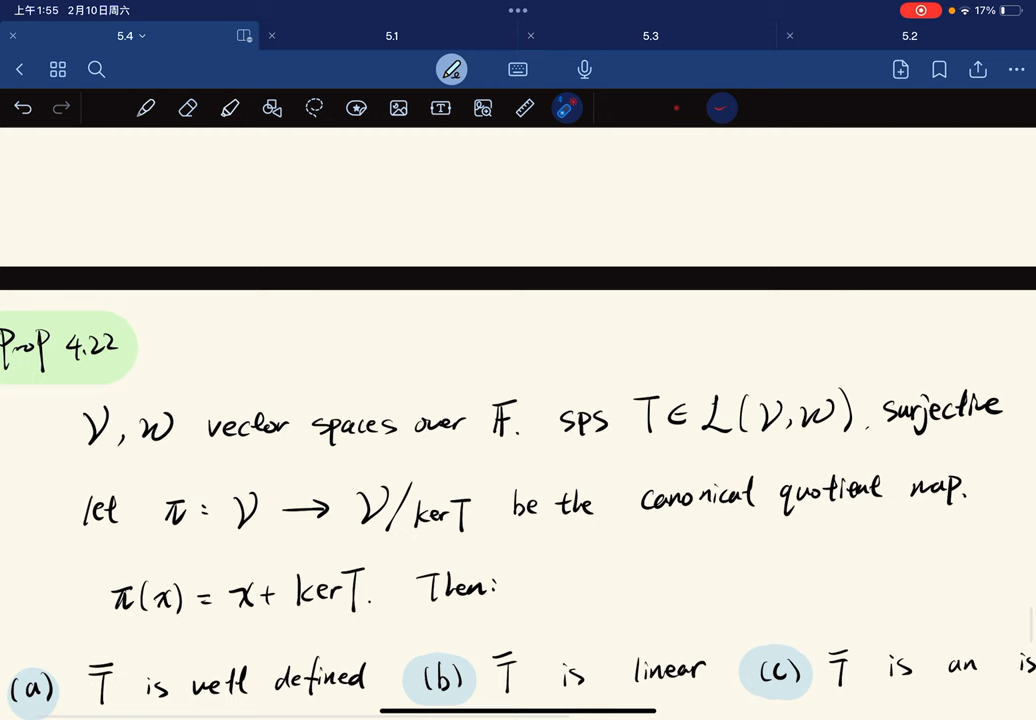 上午1:55 2月10日周六
17%
5.4
5.1
5.3
5.2
Prop 4.22
V, W vector spaces over F. sps T ∈ L(V,W). surjective
let π : V → V/kerT be the canonical quotient map.
π(x) = x + kerT. Then:
(a) T̅ is well defined (b) T̅ is linear (c) T̅ is an is